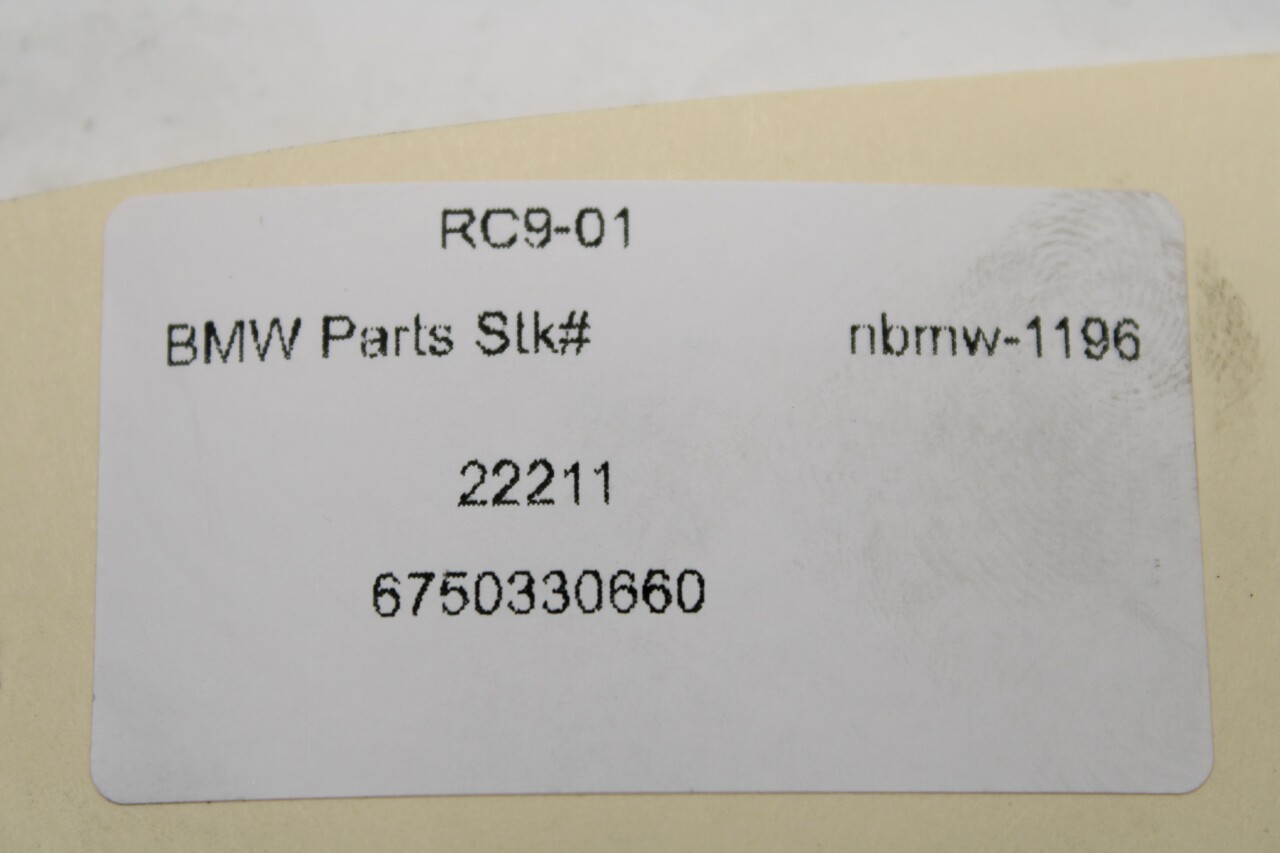 RC9-01
BMW Parts Stk# nbmw-1196
22211
6750330660